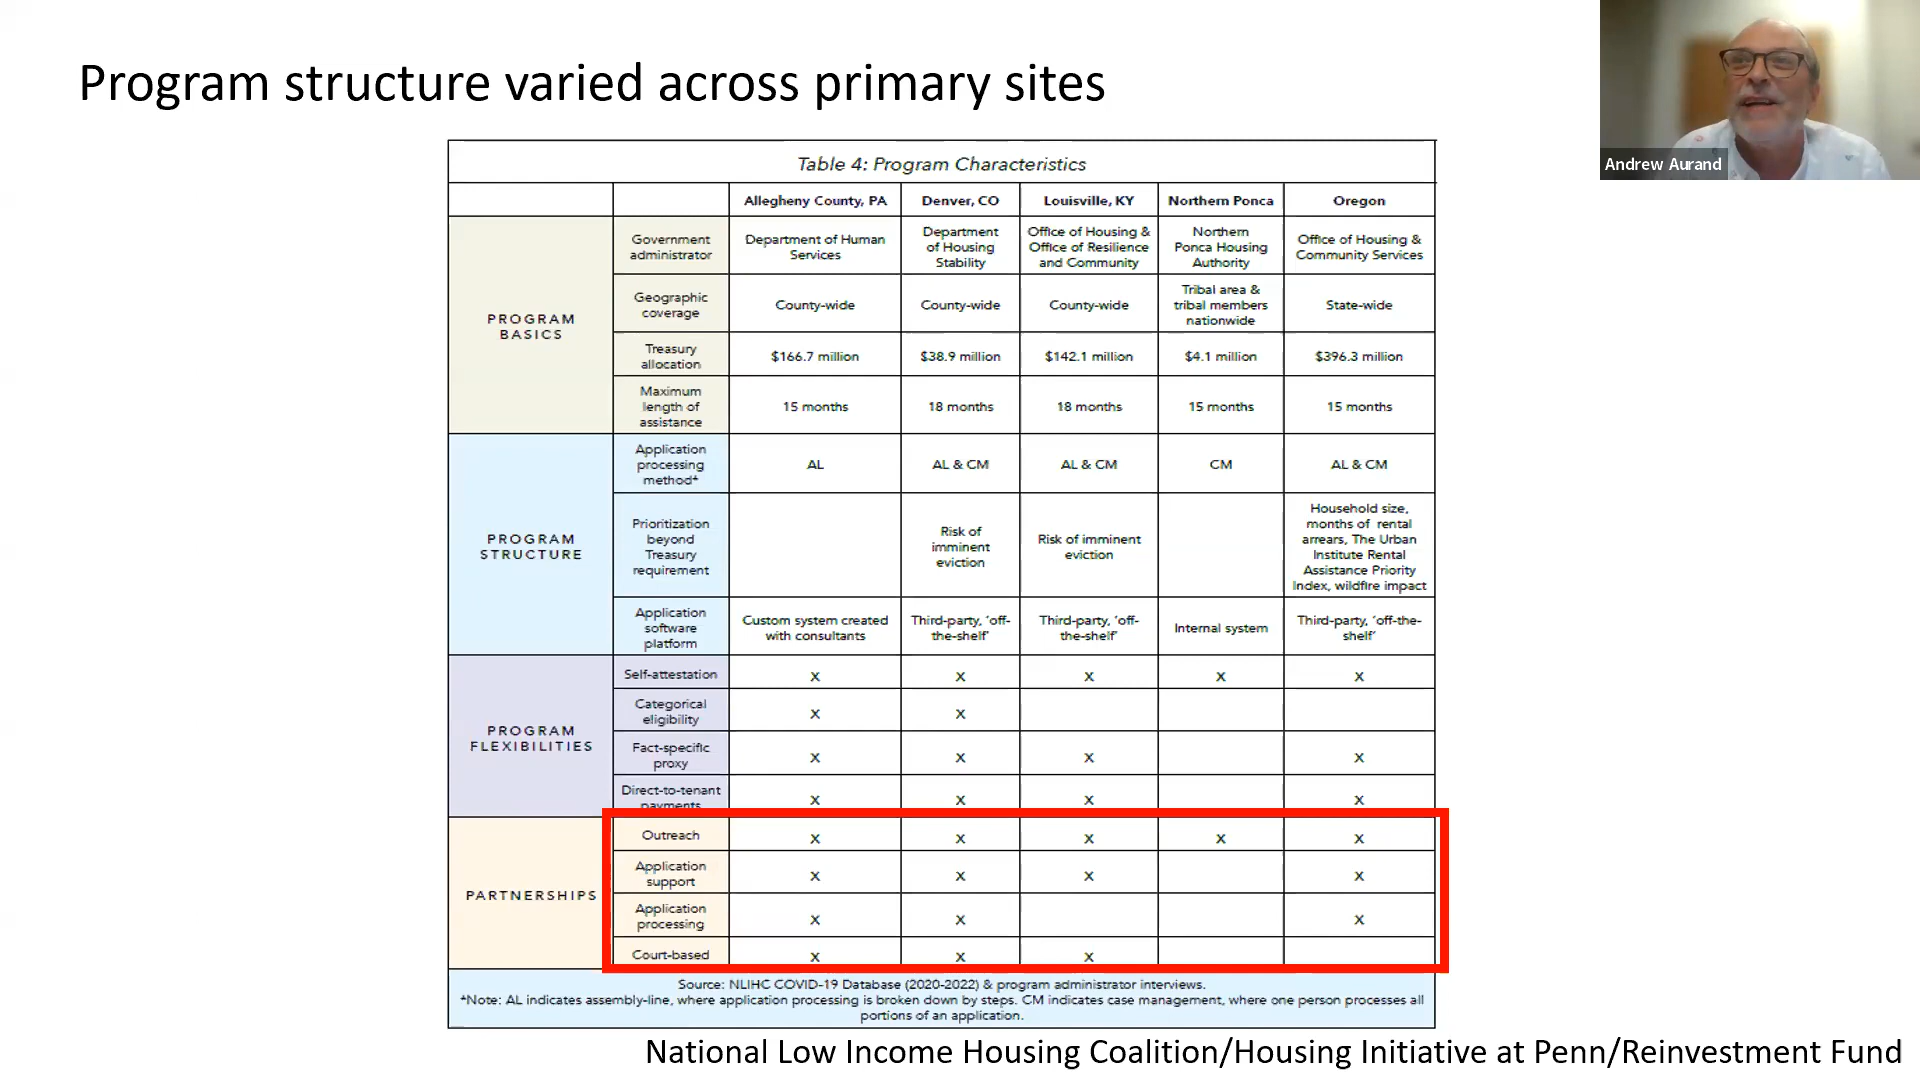 Program structure varied across primary sites
Andrew Aurand
Table 4: Program Characteristics
Allegheny County, PA
Denver, CO
Louisville, KY
Northern Ponca
Oregon
PROGRAM
BASICS
Government
administrator
Department of Human
Services
Department
of Housing
Stability
Office of Housing &
Office of Resilience
and Community
Northern
Ponca Housing
Authority
Office of Housing &
Community Services
Geographic
coverage
County-wide
County-wide
County-wide
Tribal area &
tribal members
nationwide
State-wide
Treasury
allocation
$166.7 million
$38.9 million
$142.1 million
$4.1 million
$396.3 million
Maximum
length of
assistance
15 months
18 months
18 months
15 months
15 months
PROGRAM
STRUCTURE
Application
processing
method*
AL
AL & CM
AL & CM
CM
AL & CM
Prioritization
beyond
Treasury
requirement
Risk of
imminent
eviction
Risk of imminent
eviction
Household size,
months of rental
arrears, The Urban
Institute Rental
Assistance Priority
Index, wildfire impact
Application
software
platform
Custom system created
with consultants
Third-party, 'off-
the-shelf'
Third-party, 'off-
the-shelf'
Internal system
Third-party, 'off-the-
shelf'
PROGRAM
FLEXIBILITIES
Self-attestation
x x x x x
Categorical
eligibility
x x
Fact-specific
proxy
x x x x
Direct-to-tenant
payments
x x x x
PARTNERSHIPS
Outreach
x x x x x
Application
support
x x x x
Application
processing
x x x
Court-based
x x x
Source: NLIHC COVID-19 Database (2020-2022) & program administrator interviews.
*Note: AL indicates assembly-line, where application processing is broken down by steps. CM indicates case management, where one person processes all
portions of an application.
National Low Income Housing Coalition/Housing Initiative at Penn/Reinvestment Fund